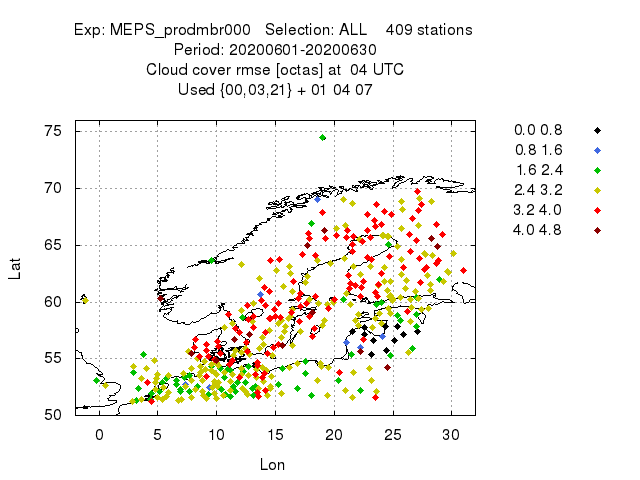 Exp: MEPS_prodmbr000 Selection: ALL 409 stations
Period: 20200601-20200630
Cloud cover rmse [octas] at 04 UTC
Used {00,03,21} + 01 04 07
0.0 0.8
0.8 1.6
1.6 2.4
2.4 3.2
3.2 4.0
4.0 4.8
75
70
65
60
55
50
Lat
0 5 10 15 20 25 30
Lon